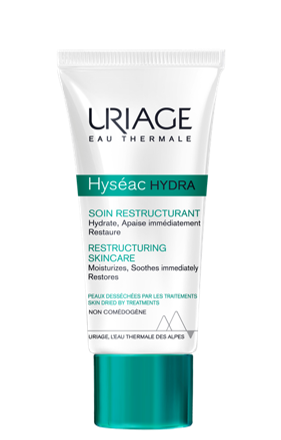 URIAGE
EAU THERMALE
Hyséac HYDRA
SOIN RESTRUCTURANT
Hydrate, Apaise immédiatement
Restaure
RESTRUCTURING
SKINCARE
Moisturizes, Soothes immediately
Restores
PEAUX DESSÉCHÉES PAR LES TRAITEMENTS
SKIN DRIED BY TREATMENTS
NON COMÉDOGÈNE
URIAGE, L'EAU THERMALE DES ALPES